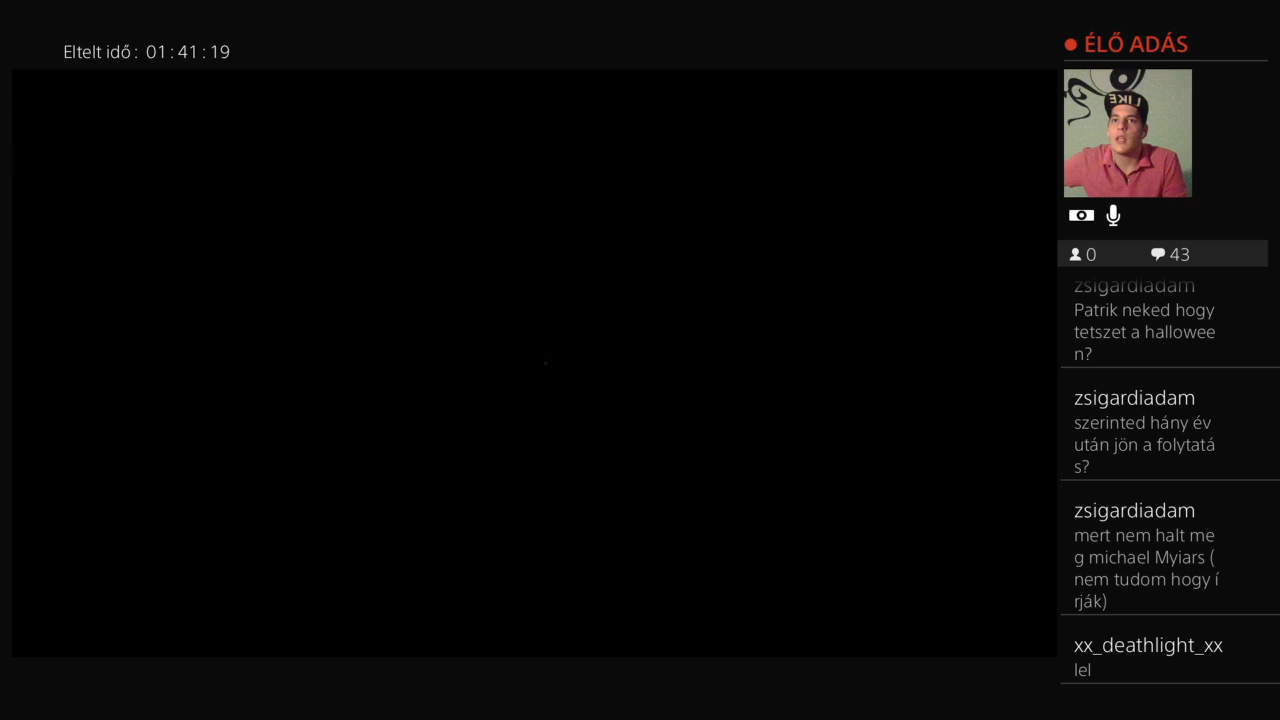 Eltelt idő : 01 : 41 : 19
ÉLŐ ADÁS
LIKE
0 43
zsigardiadam
Patrik neked hogy
tetszet a hallowee
n?
zsigardiadam
szerinted hány év
után jön a folytatá
s?
zsigardiadam
mert nem halt me
g michael Myiars (
nem tudom hogy í
rják)
xx_deathlight_xx
lel